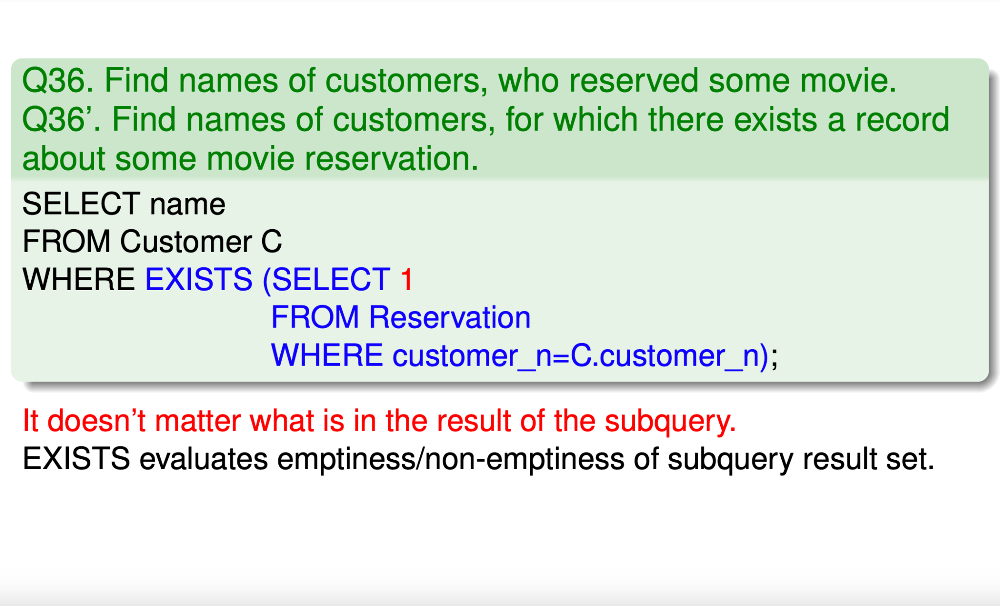 Q36. Find names of customers, who reserved some movie.
Q36’. Find names of customers, for which there exists a record
about some movie reservation.
SELECT name
FROM Customer C
WHERE EXISTS (SELECT 1
FROM Reservation
WHERE customer_n=C.customer_n);
It doesn’t matter what is in the result of the subquery.
EXISTS evaluates emptiness/non-emptiness of subquery result set.